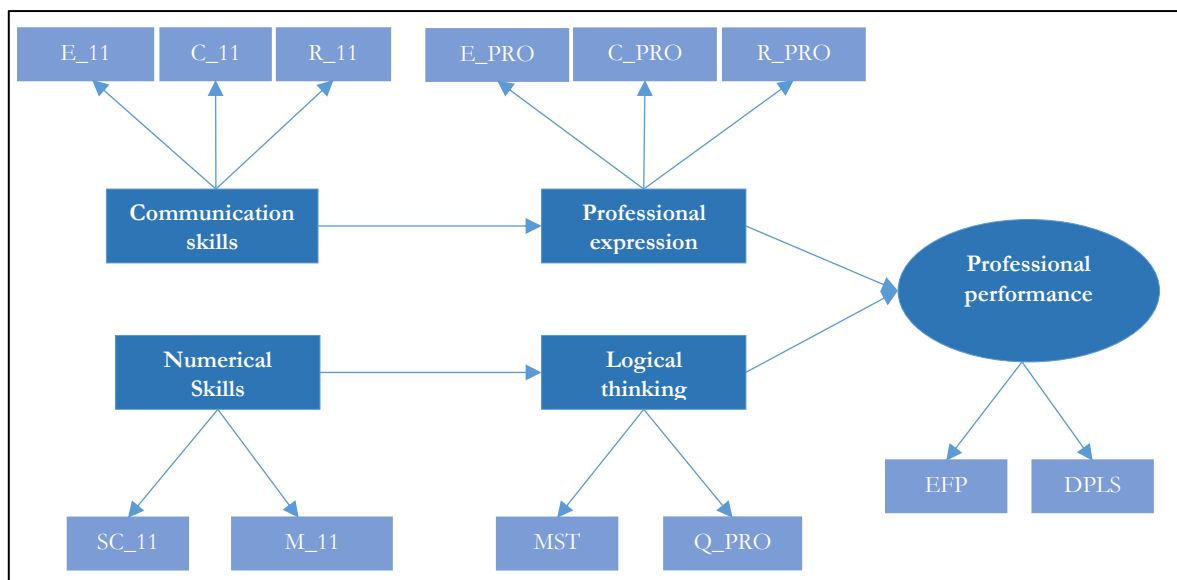 E_11
C_11
R_11
E_PRO
C_PRO
R_PRO
Communication
skills
Professional
expression
Professional
performance
Numerical
Skills
Logical
thinking
EFP
DPLS
SC_11
M_11
MST
Q_PRO